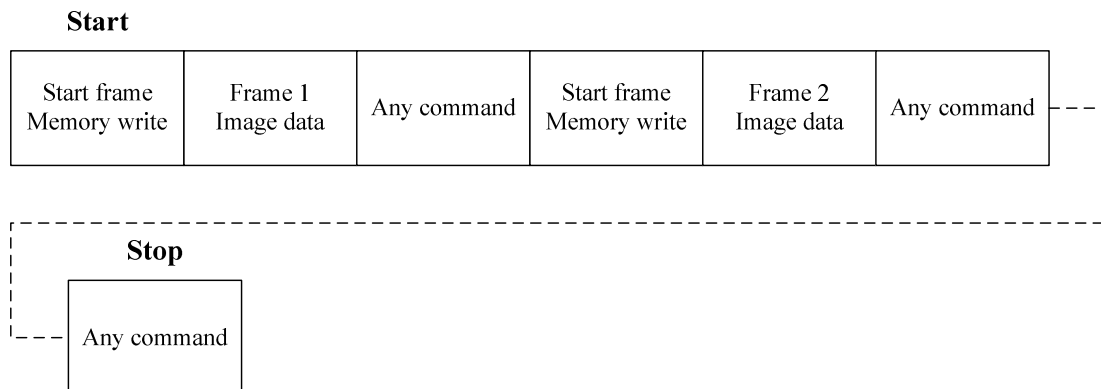 Start
Start frame
Memory write
Frame 1
Image data
Any command
Start frame
Memory write
Frame 2
Image data
Any command
Stop
Any command